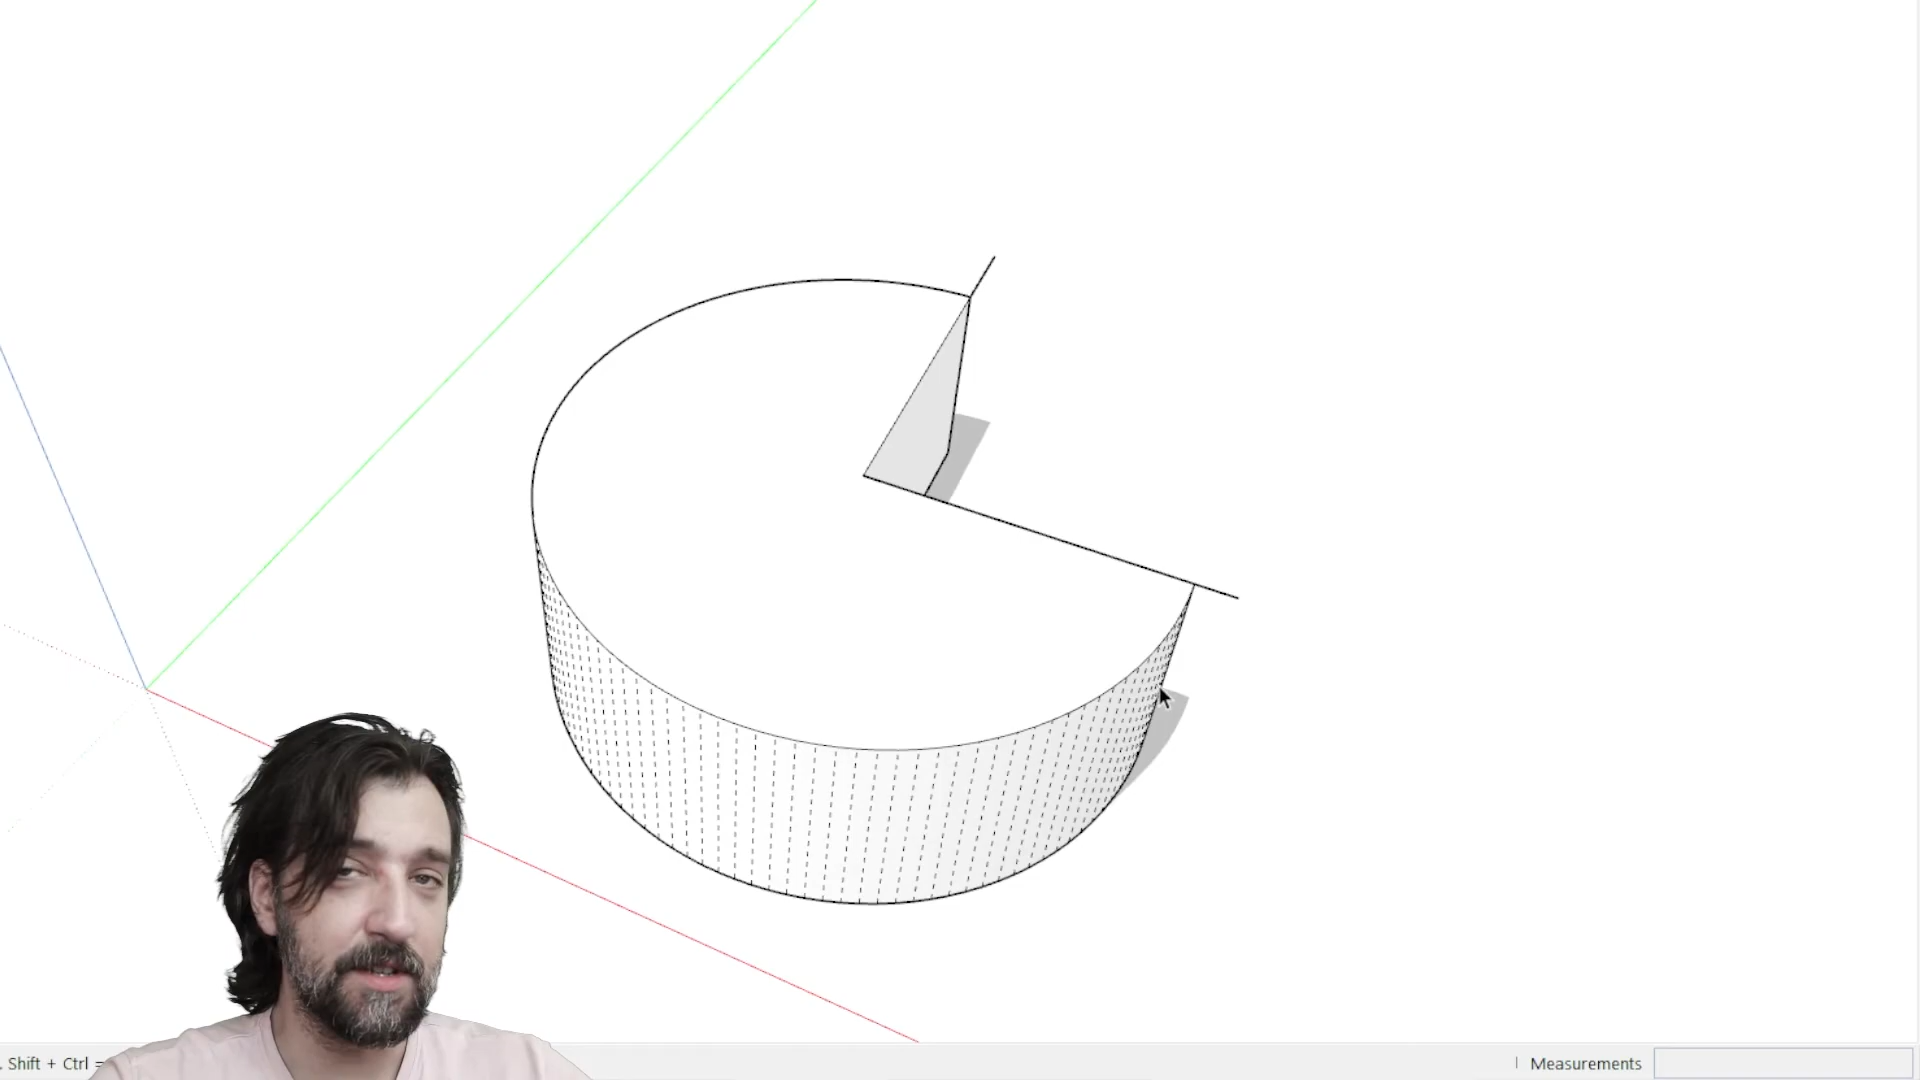 . Shift + Ctrl =
Measurements